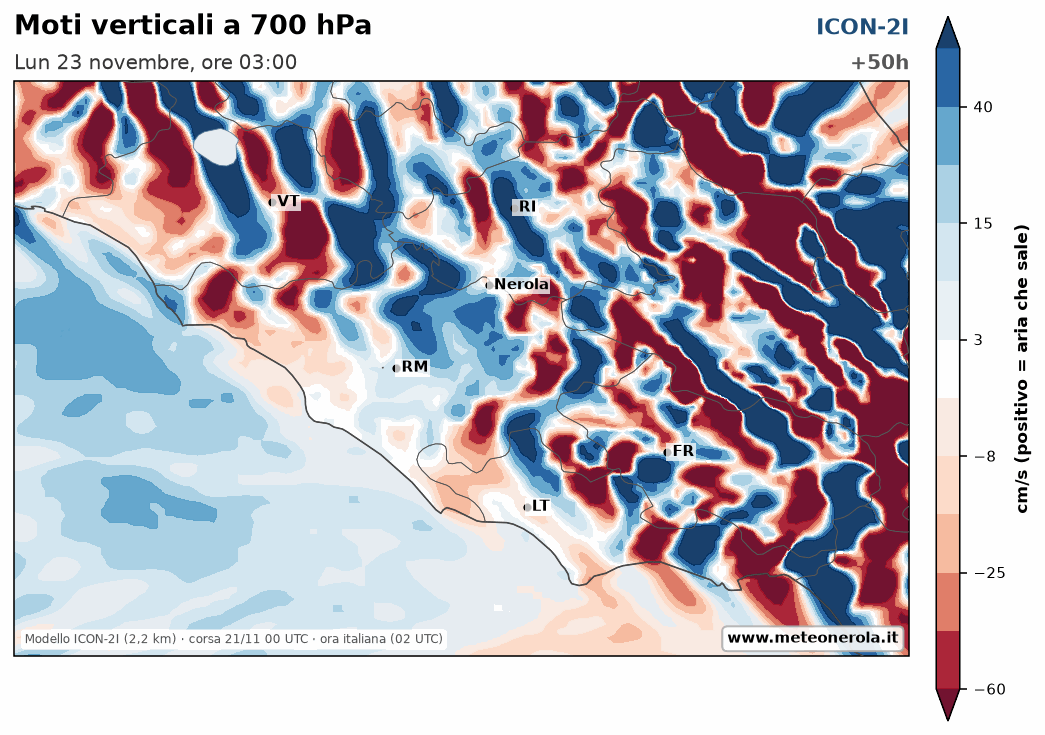 Moti verticali a 700 hPa
ICON-2I
Lun 23 novembre, ore 03:00
+50h
VT
RI
Nerola
RM
FR
LT
Modello ICON-2I (2,2 km) · corsa 21/11 00 UTC · ora italiana (02 UTC)
www.meteonerola.it
40
15
3
−8
−25
−60
cm/s (positivo = aria che sale)